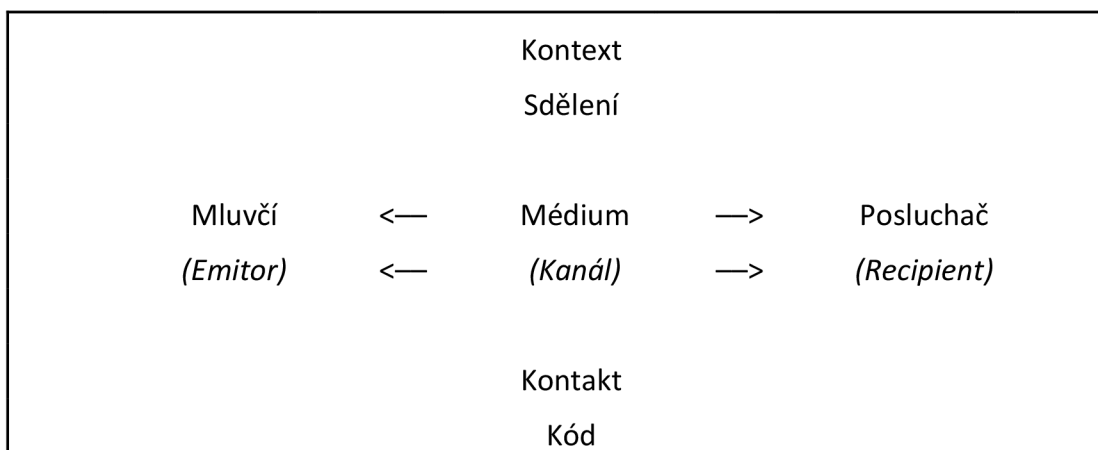 Kontext
Sdělení
Mluvčí <── Médium ──> Posluchač
(Emitor) <── (Kanál) ──> (Recipient)
Kontakt
Kód